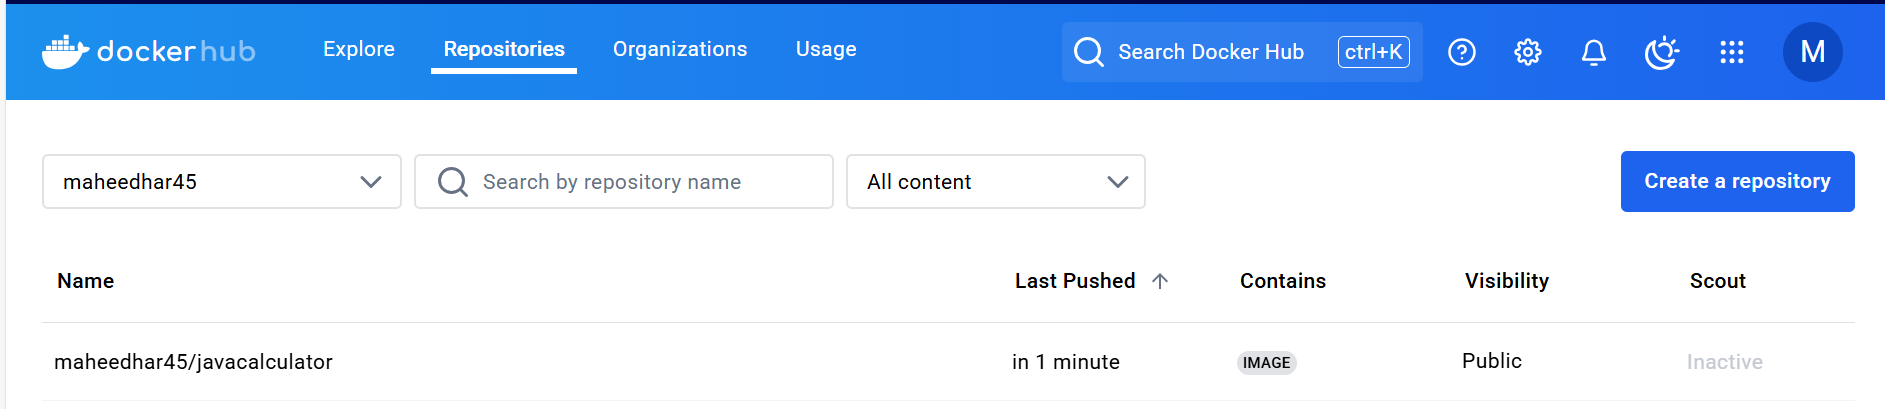 dockerhub Explore Repositories Organizations Usage Search Docker Hub ctrl+K ? M
maheedhar45 Search by repository name All content Create a repository
Name Last Pushed ↑ Contains Visibility Scout
maheedhar45/javacalculator in 1 minute IMAGE Public Inactive